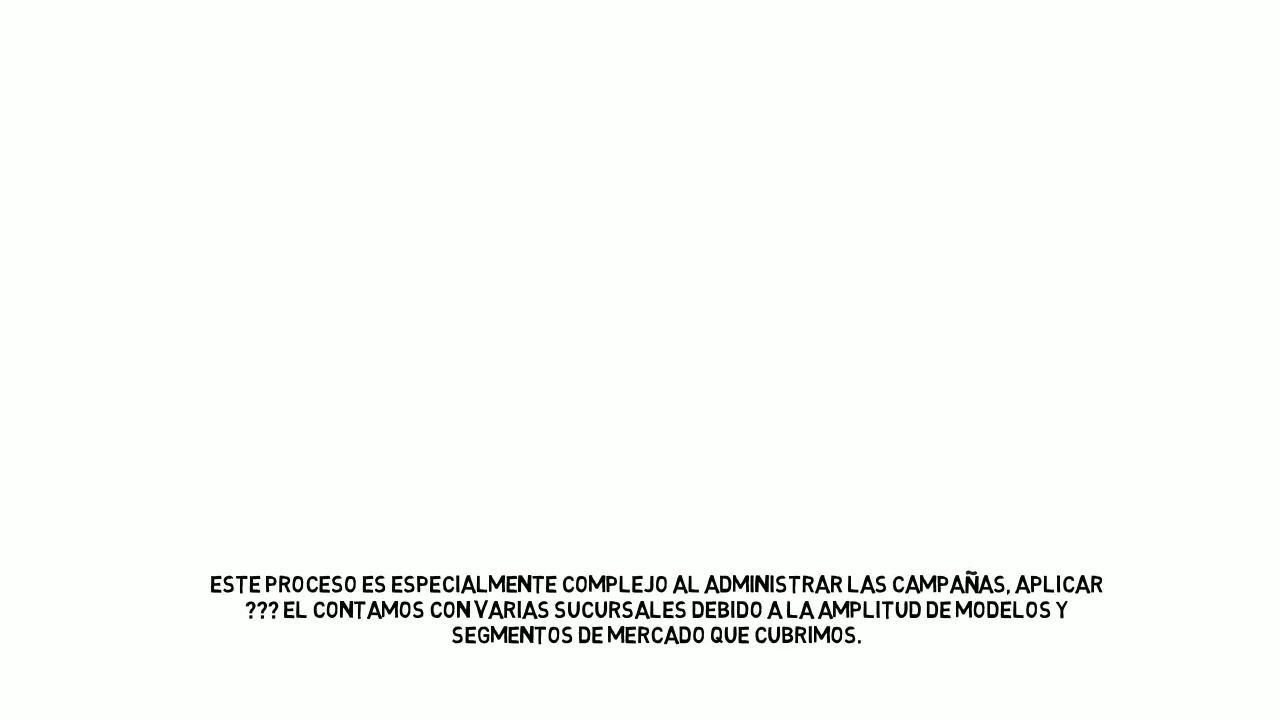 ESTE PROCESO ES ESPECIALMENTE COMPLEJO AL ADMINISTRAR LAS CAMPAÑAS, APLICAR
??? EL CONTAMOS CON VARIAS SUCURSALES DEBIDO A LA AMPLITUD DE MODELOS Y
SEGMENTOS DE MERCADO QUE CUBRIMOS.